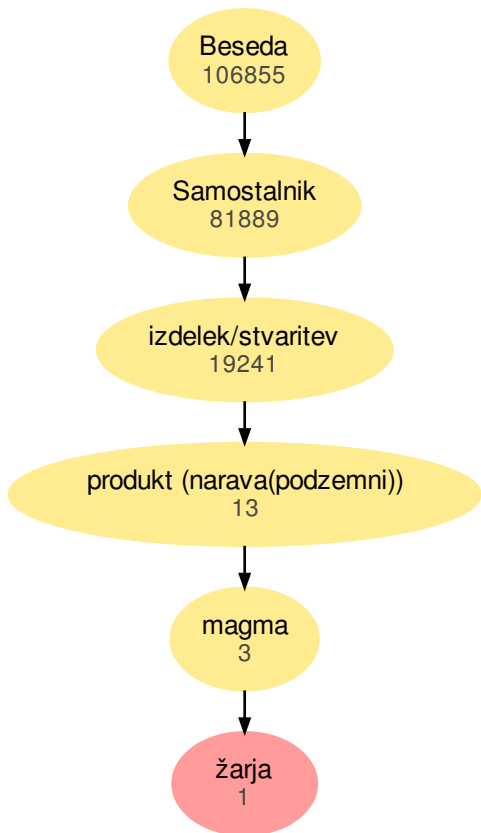 Beseda
106855
Samostalnik
81889
izdelek/stvaritev
19241
produkt (narava(podzemni))
13
magma
3
žarja
1